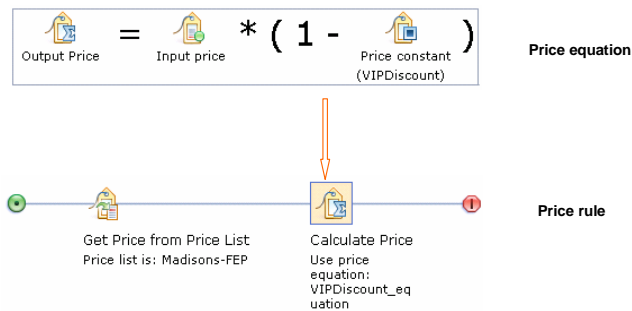 Output Price = Input price * ( 1 - Price constant )
(VIPDiscount)
Price equation
Get Price from Price List
Price list is: Madisons-FEP
Calculate Price
Use price
equation:
VIPDiscount_eq
uation
Price rule